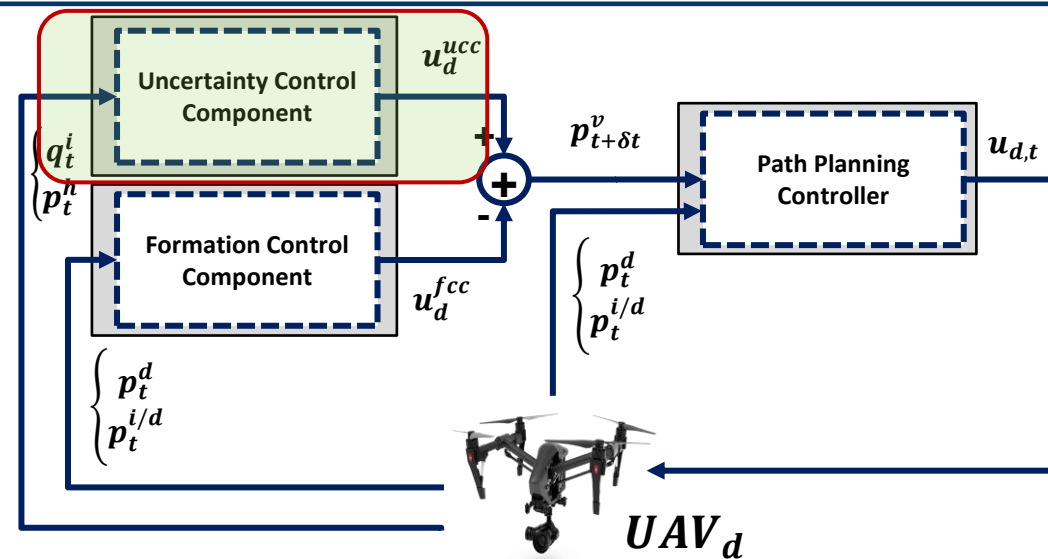 Uncertainty Control
Component
u_d^{ucc}
q_t^i
p_t^h
+
+
-
p_{t+δt}^v
Path Planning
Controller
u_{d,t}
Formation Control
Component
u_d^{fcc}
p_t^d
p_t^{i/d}
p_t^d
p_t^{i/d}
UAV_d